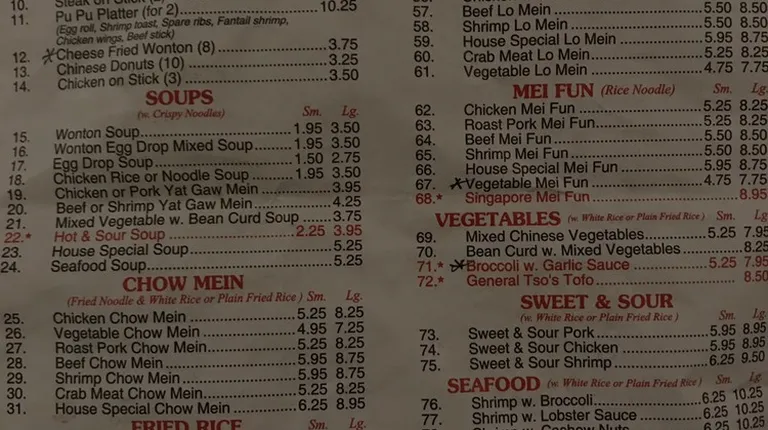 10. Steak on Stick
11. Pu Pu Platter (for 2) 10.25
(Egg roll, Shrimp toast, Spare ribs, Fantail shrimp,
Chicken wings, Beef stick)
12. Cheese Fried Wonton (8) 3.75
13. Chinese Donuts (10) 3.25
14. Chicken on Stick (3) 3.50
SOUPS
(w. Crispy Noodles) Sm. Lg.
15. Wonton Soup 1.95 3.50
16. Wonton Egg Drop Mixed Soup 1.95 3.50
17. Egg Drop Soup 1.50 2.75
18. Chicken Rice or Noodle Soup 1.95 3.50
19. Chicken or Pork Yat Gaw Mein 3.95
20. Beef or Shrimp Yat Gaw Mein 4.25
21. Mixed Vegetable w. Bean Curd Soup 3.75
22.* Hot & Sour Soup 2.25 3.95
23. House Special Soup 5.25
24. Seafood Soup 5.25
CHOW MEIN
(Fried Noodle & White Rice or Plain Fried Rice) Sm. Lg.
25. Chicken Chow Mein 5.25 8.25
26. Vegetable Chow Mein 4.95 7.25
27. Roast Pork Chow Mein 5.25 8.25
28. Beef Chow Mein 5.95 8.75
29. Shrimp Chow Mein 5.95 8.75
30. Crab Meat Chow Mein 5.25 8.25
31. House Special Chow Mein 6.25 8.95
FRIED RICE
57. Beef Lo Mein 5.50 8.50
58. Shrimp Lo Mein 5.50 8.50
59. House Special Lo Mein 5.95 8.75
60. Crab Meat Lo Mein 5.25 8.25
61. Vegetable Lo Mein 4.75 7.75
MEI FUN (Rice Noodle) Sm. Lg.
62. Chicken Mei Fun 5.25 8.25
63. Roast Pork Mei Fun 5.25 8.25
64. Beef Mei Fun 5.50 8.50
65. Shrimp Mei Fun 5.50 8.50
66. House Special Mei Fun 5.95 8.75
67. Vegetable Mei Fun 4.75 7.75
68.* Singapore Mei Fun 8.95
VEGETABLES (w. White Rice or Plain Fried Rice) Sm. Lg.
69. Mixed Chinese Vegetables 5.25 7.95
70. Bean Curd w. Mixed Vegetables 8.25
71.* Broccoli w. Garlic Sauce 5.25 7.95
72.* General Tso's Tofo 8.50
SWEET & SOUR
(w. White Rice or Plain Fried Rice) Sm. Lg.
73. Sweet & Sour Pork 5.95 8.95
74. Sweet & Sour Chicken 5.95 8.95
75. Sweet & Sour Shrimp 6.25 9.50
SEAFOOD (w. White Rice or Plain Fried Rice) Sm. Lg.
76. Shrimp w. Broccoli 6.25 10.25
77. Shrimp w. Lobster Sauce 6.25 10.25
Shrimp w. Cashew Nuts